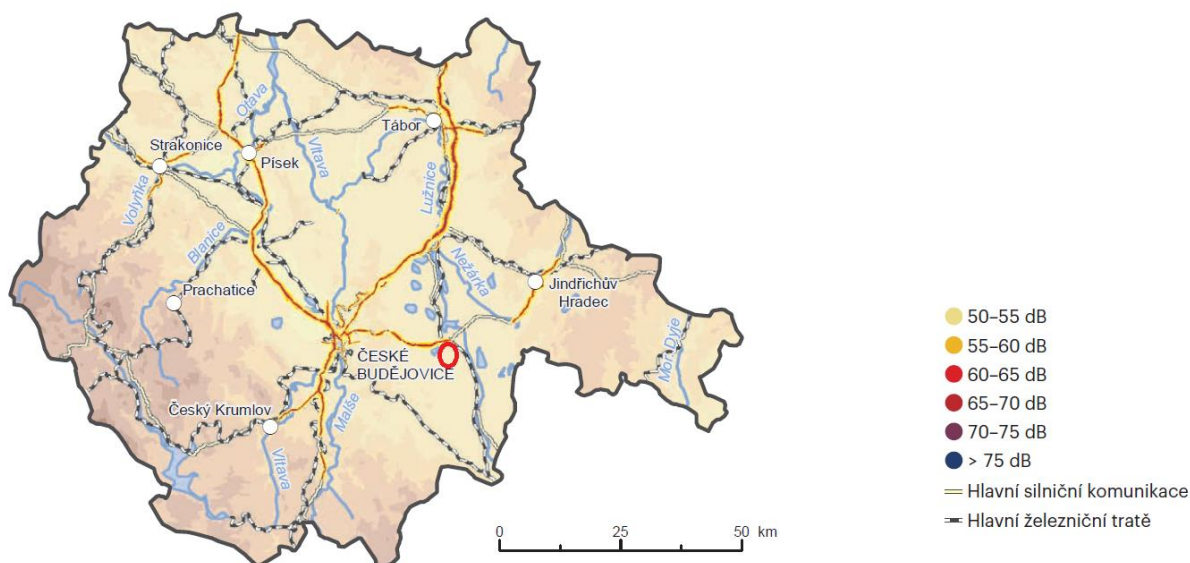 Otava
Tábor
Strakonice
Písek
Vltava
Lužnice
Volyňka
Blanice
Nežárka
Jindřichův
Hradec
Prachatice
Mor. Dyje
ČESKÉ
BUDĚJOVICE
Malše
Český Krumlov
Vltava
0 25 50 km
50–55 dB
55–60 dB
60–65 dB
65–70 dB
70–75 dB
> 75 dB
Hlavní silniční komunikace
Hlavní železniční tratě